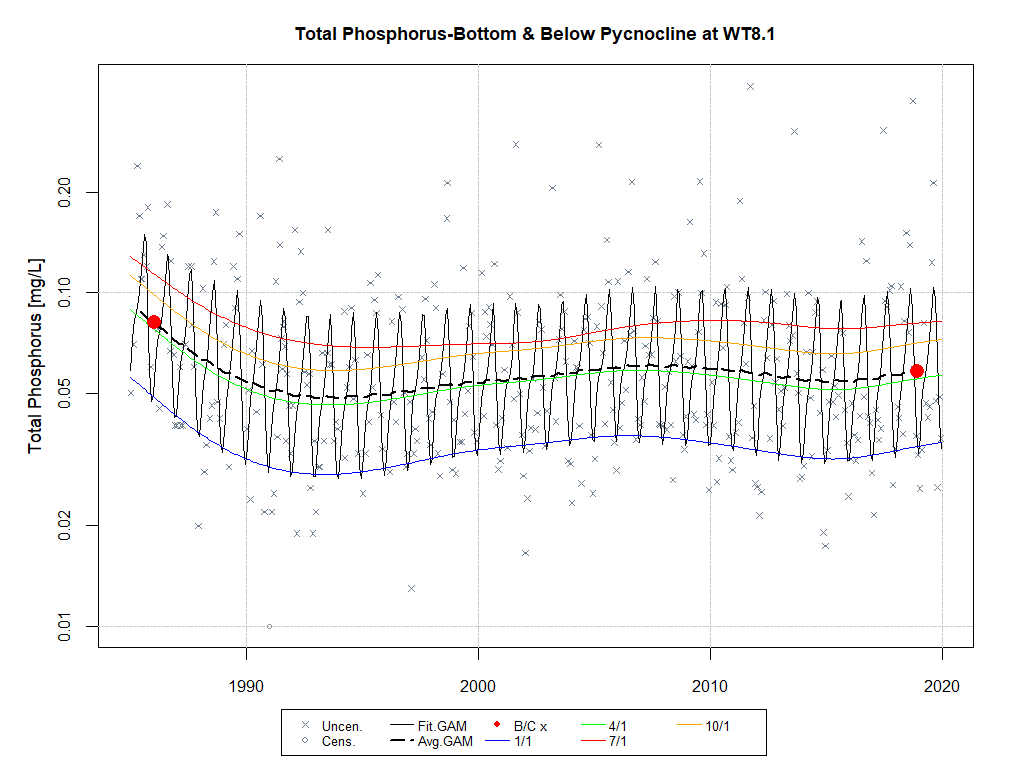 Total Phosphorus-Bottom & Below Pycnocline at WT8.1
Total Phosphorus [mg/L]
0.20
0.10
0.05
0.02
0.01
1990 2000 2010 2020
Uncen. Fit.GAM B/C x 4/1 10/1
Cens. Avg.GAM 1/1 7/1